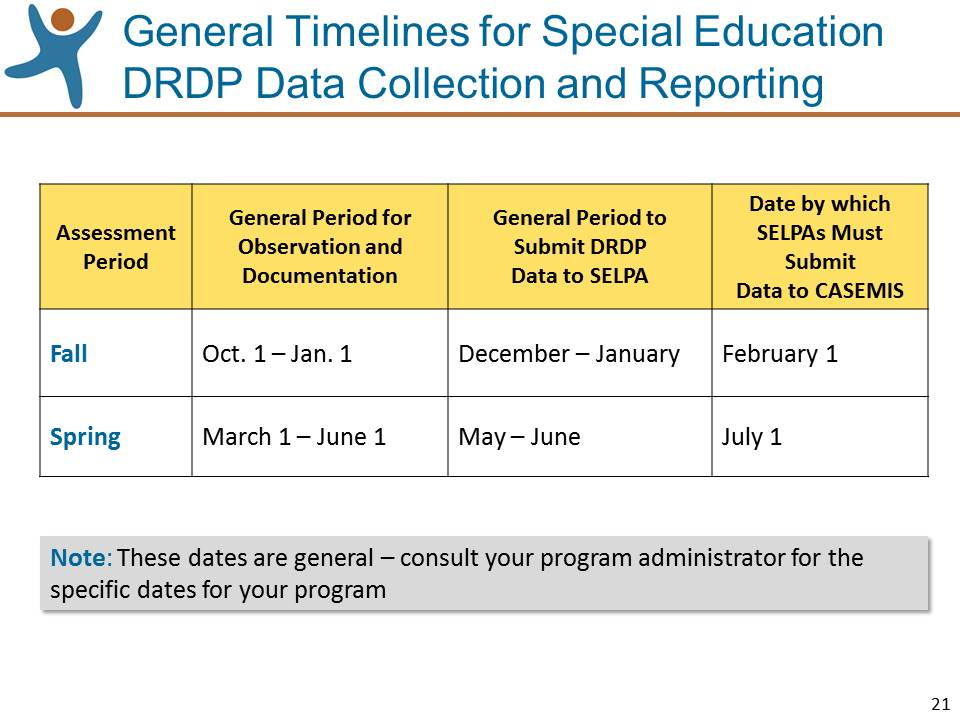 General Timelines for Special Education
DRDP Data Collection and Reporting
Assessment
Period
General Period for
Observation and
Documentation
General Period to
Submit DRDP
Data to SELPA
Date by which
SELPAs Must
Submit
Data to CASEMIS
Fall
Oct. 1 – Jan. 1
December – January
February 1
Spring
March 1 – June 1
May – June
July 1
Note: These dates are general – consult your program administrator for the
specific dates for your program
21